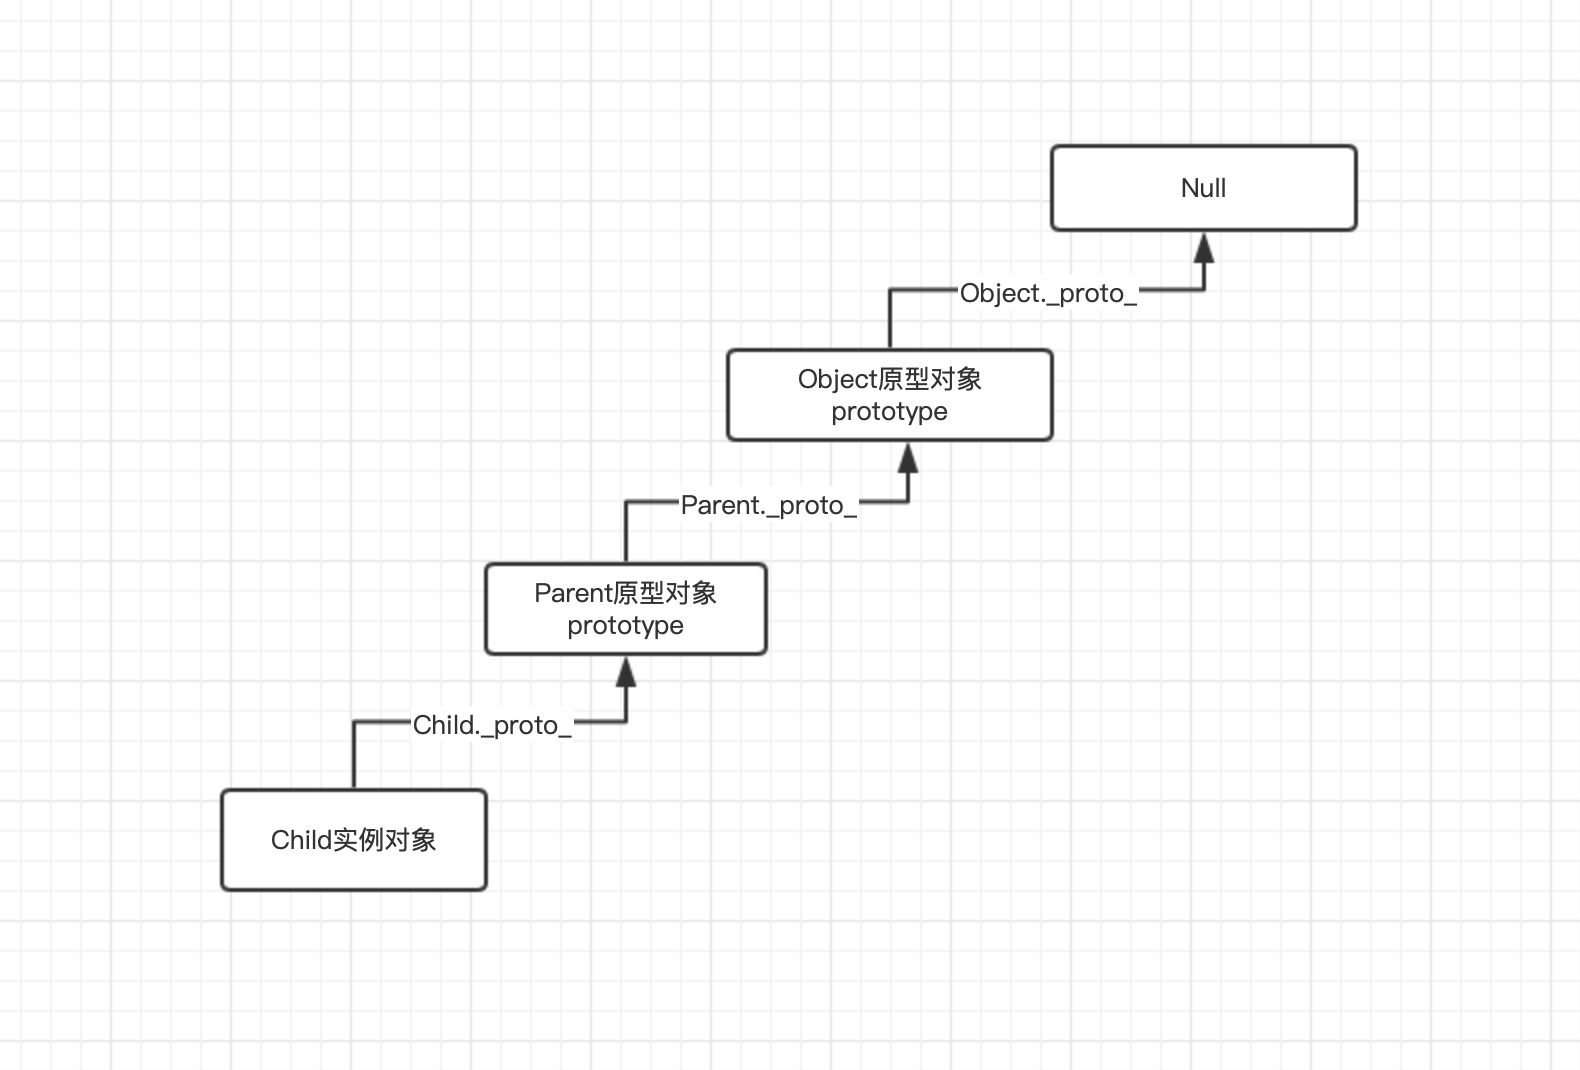 Null
Object._proto_
Object原型对象
prototype
Parent._proto_
Parent原型对象
prototype
Child._proto_
Child实例对象